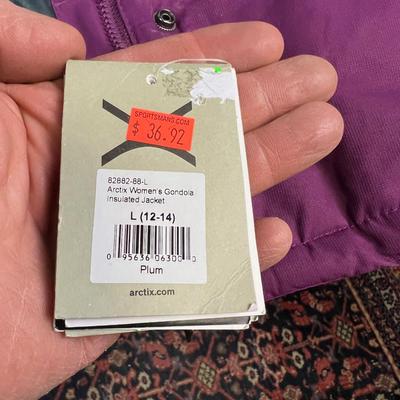 SPORTSMANS.COM
$ 36.92
82882-88-L
Arctix Women's Gondola
Insulated Jacket
L (12-14)
0 95636 06300 0
Plum
arctix.com